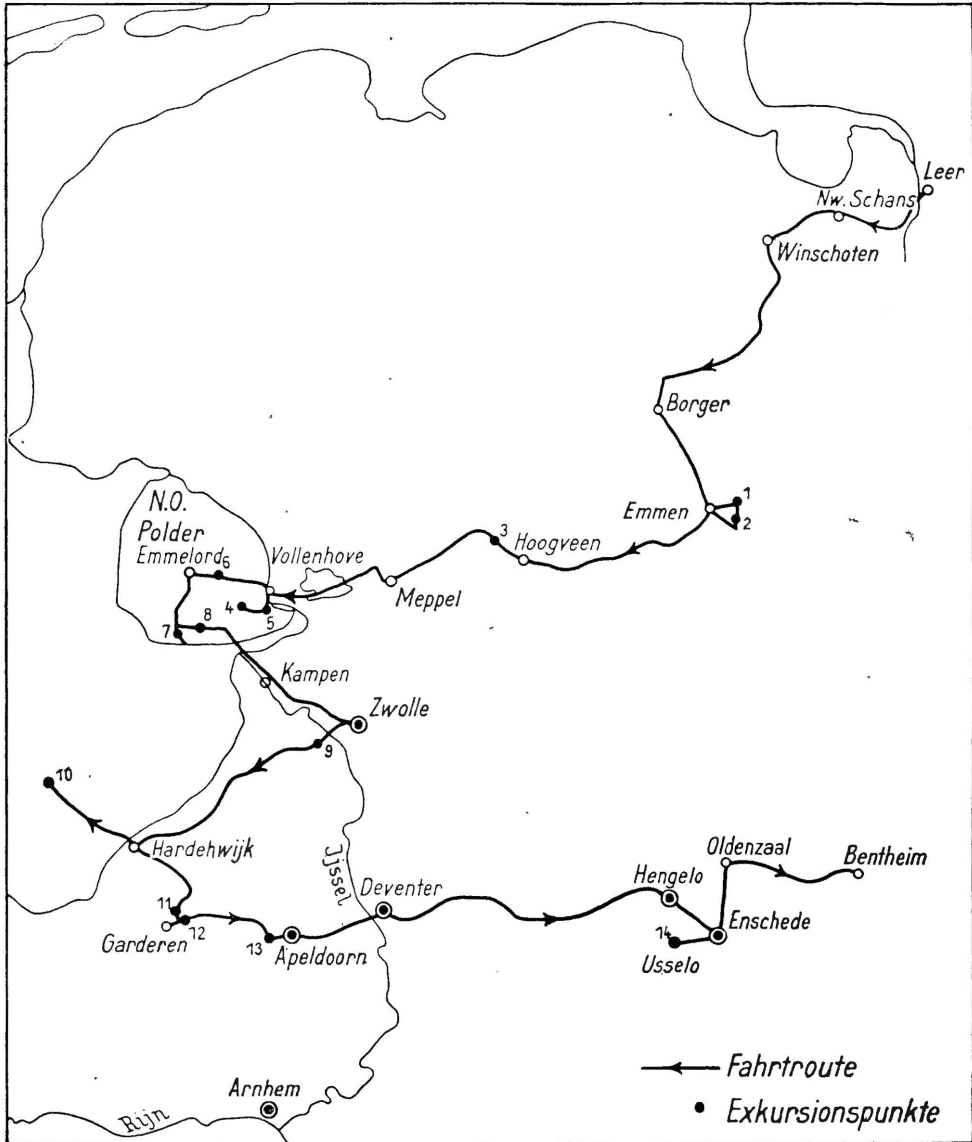 Leer
Nw. Schans
Winschoten
Borger
1
Emmen
2
3
Hoogveen
N.O.
Polder
Emmelord
6
Vollenhove
Meppel
4
5
8
7
Kampen
Zwolle
9
10
Hardehwijk
Ijssel
Oldenzaal
Bentheim
Deventer
Hengelo
11
12
Garderen
13
Apeldoorn
Enschede
14
Usselo
Fahrtroute
Arnhem
Exkursionspunkte
Rijn